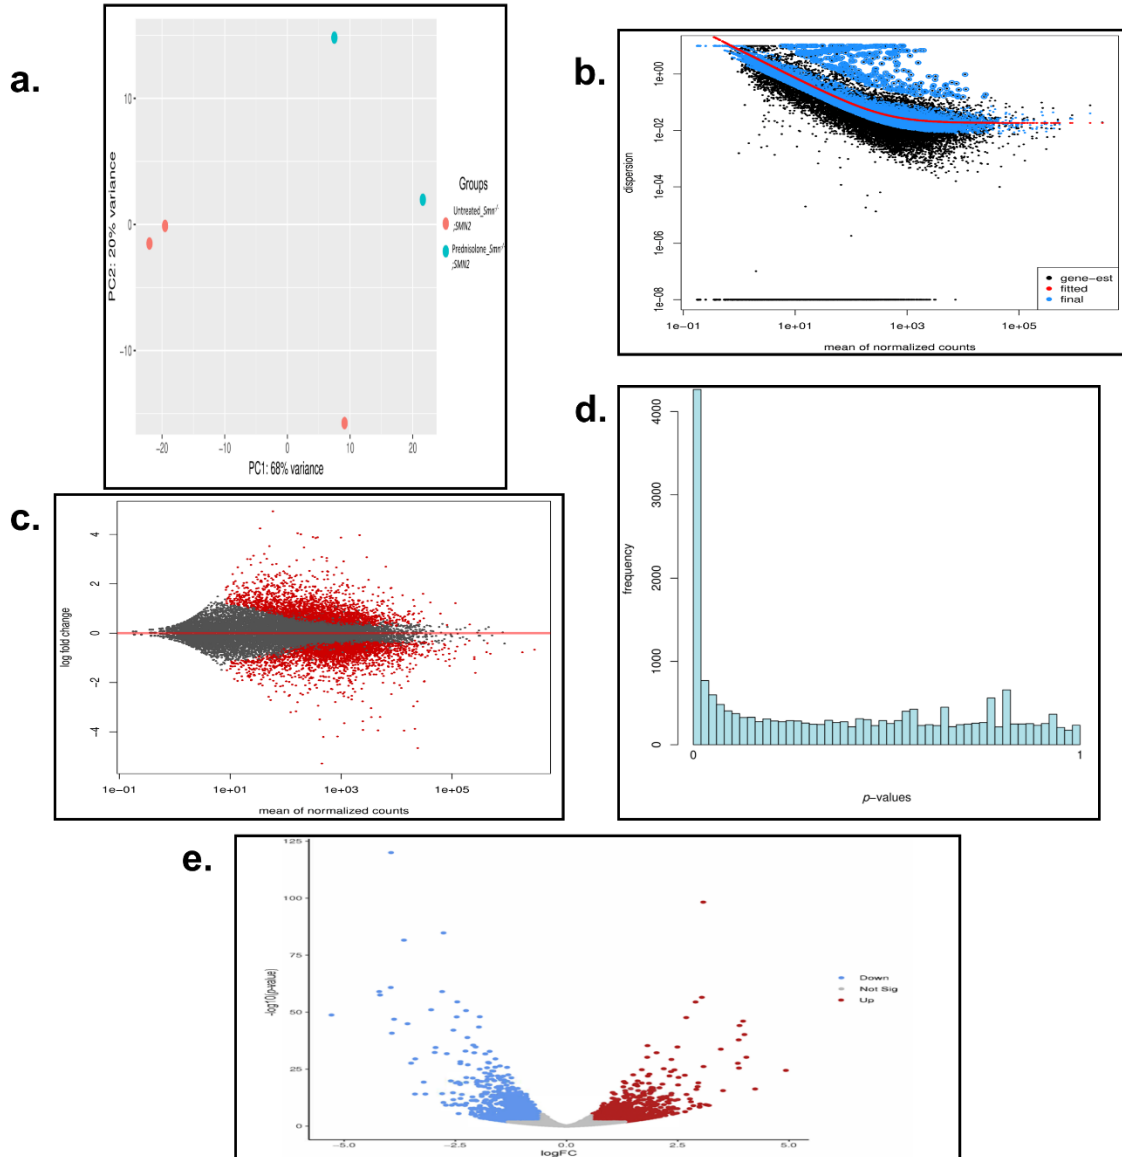 a.
10
0
−10
PC2: 20% variance
−20
−10
0
10
20
PC1: 68% variance
Groups
Untreated_Smn⁻/⁻
;SMN2
Prednisolone_Smn⁻/⁻
;SMN2
b.
1e+00
1e−02
1e−04
1e−06
1e−08
dispersion
gene−est
fitted
final
1e−01
1e+01
1e+03
1e+05
mean of normalized counts
c.
4
2
0
−2
−4
log fold change
1e−01
1e+01
1e+03
1e+05
mean of normalized counts
d.
4000
3000
2000
1000
0
frequency
0
1
p−values
e.
125
100
75
50
25
0
-log10(p-value)
Down
Not Sig
Up
−5.0
−2.5
0.0
2.5
5.0
logFC